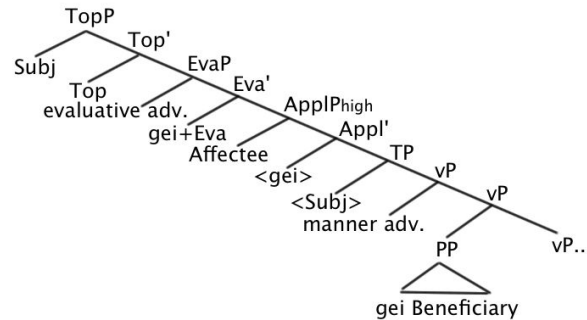 TopP
Subj
Top'
Top
EvaP
evaluative adv.
Eva'
gei+Eva
ApplPhigh
Affectee
Appl'
<gei>
TP
<Subj>
vP
manner adv.
vP
PP
vP..
gei Beneficiary